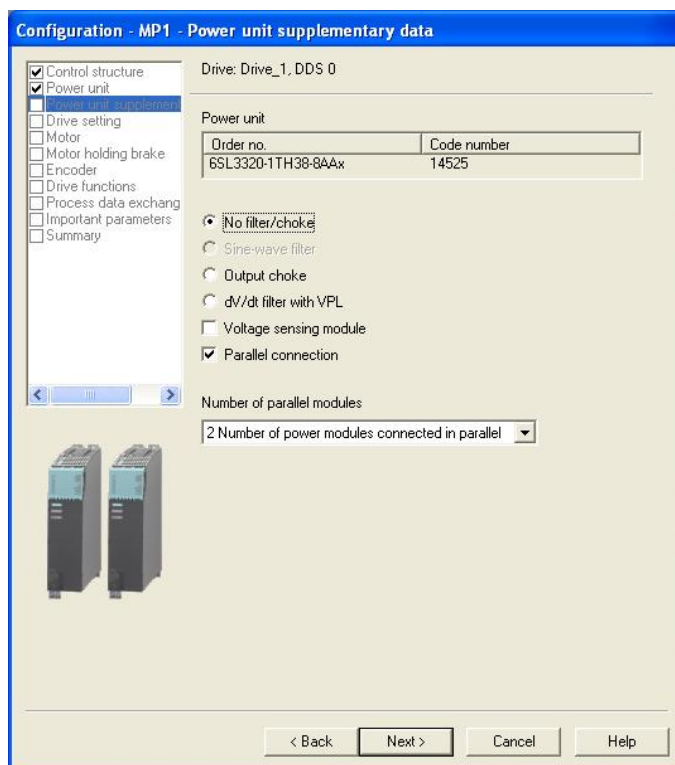 Configuration - MP1 - Power unit supplementary data
Control structure
Power unit
Power unit supplement
Drive setting
Motor
Motor holding brake
Encoder
Drive functions
Process data exchang
Important parameters
Summary
Drive: Drive_1, DDS 0
Power unit
Order no. Code number
6SL3320-1TH38-8AAx 14525
No filter/choke
Sine-wave filter
Output choke
dV/dt filter with VPL
Voltage sensing module
Parallel connection
Number of parallel modules
2 Number of power modules connected in parallel
< Back Next > Cancel Help